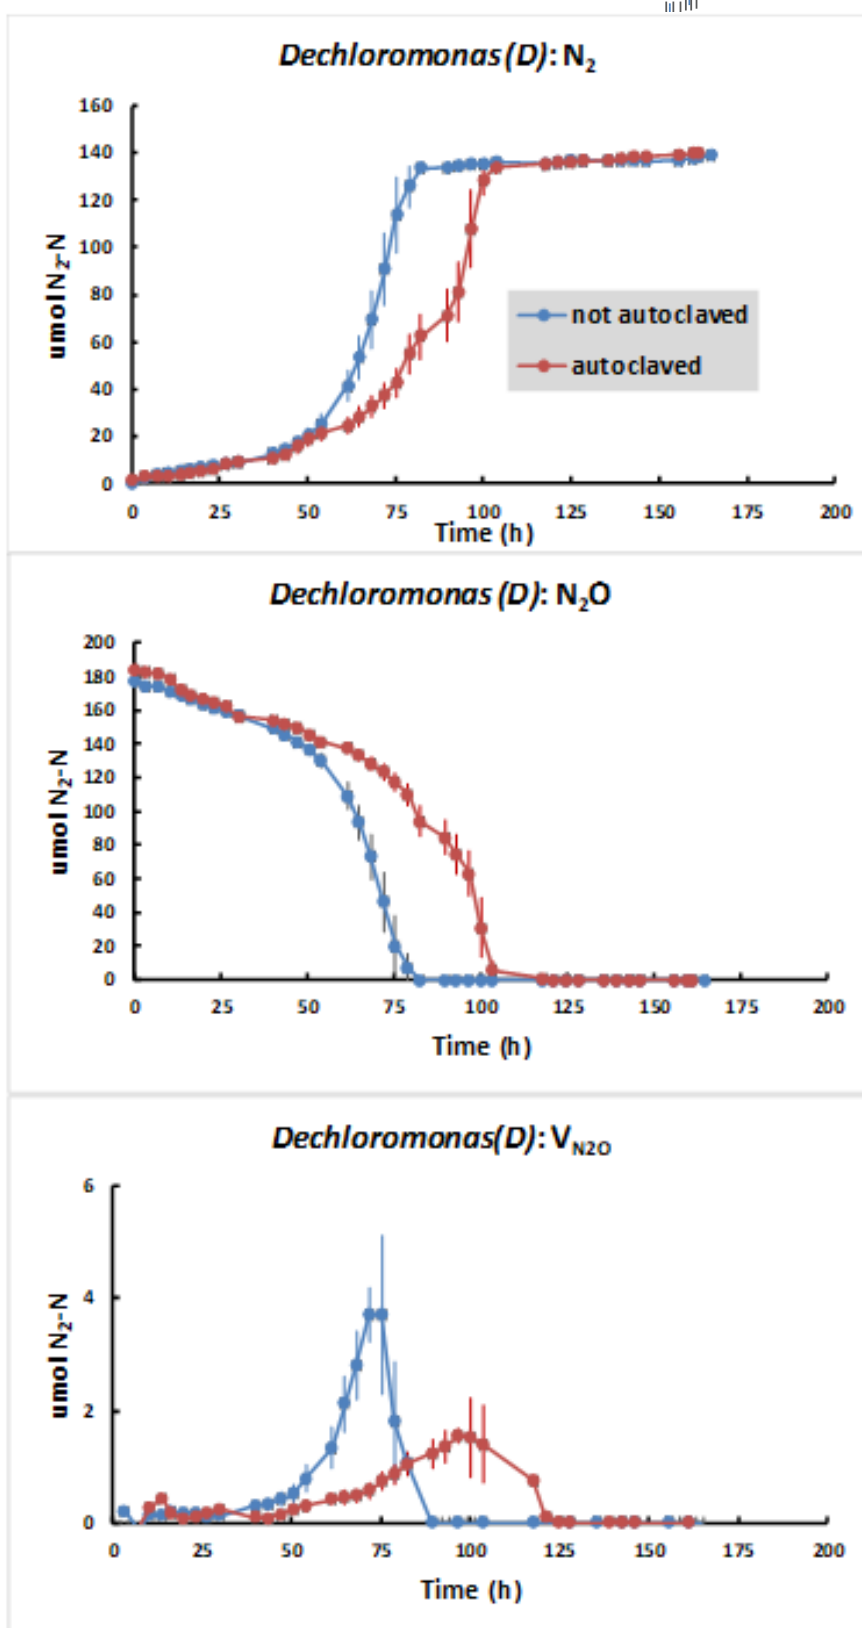 Dechloromonas (D): N₂
160
140
120
100
80
60
40
20
0
umol N₂-N
not autoclaved
autoclaved
0 25 50 75 100 125 150 175 200
Time (h)
Dechloromonas (D): N₂O
200
180
160
140
120
100
80
60
40
20
0
umol N₂-N
0 25 50 75 100 125 150 175 200
Time (h)
Dechloromonas(D): V_N2O
6
4
2
0
umol N₂-N
0 25 50 75 100 125 150 175 200
Time (h)